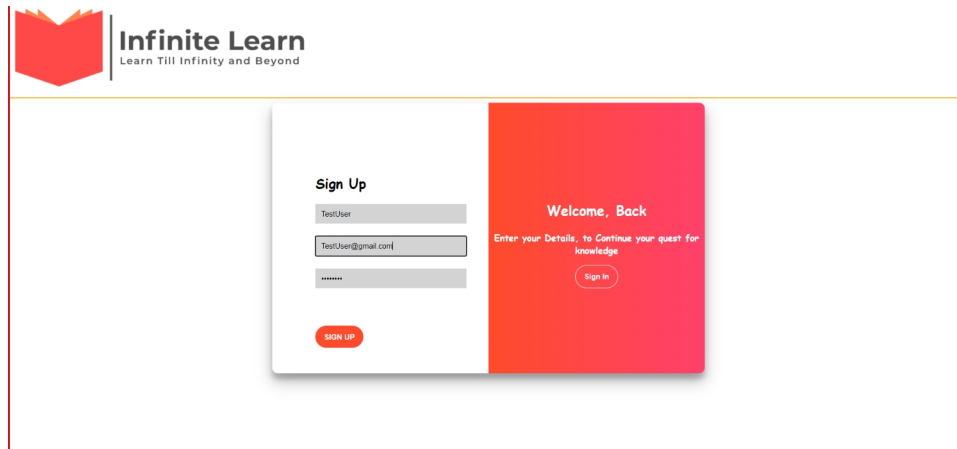 Infinite Learn
Learn Till Infinity and Beyond
Sign Up
TestUser
TestUser@gmail.com
••••••••
SIGN UP
Welcome, Back
Enter your Details, to Continue your quest for
knowledge
Sign In